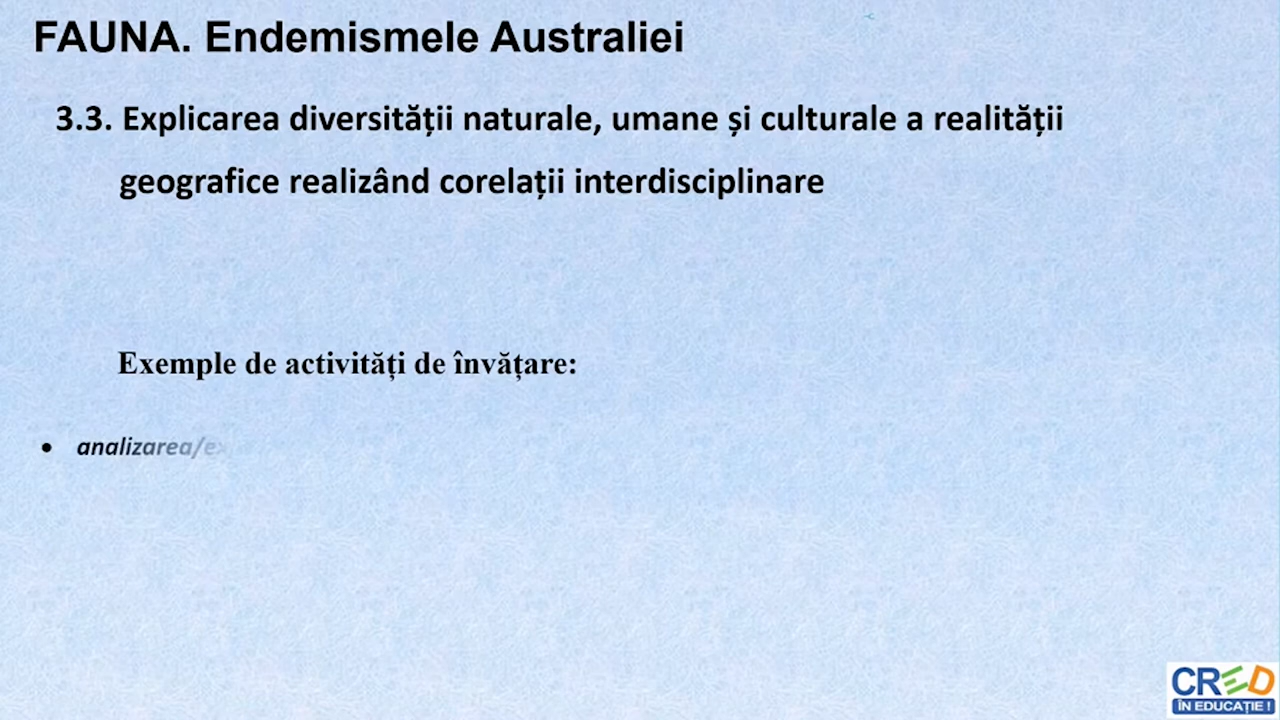 FAUNA. Endemismele Australiei
3.3. Explicarea diversității naturale, umane și culturale a realității
geografice realizând corelații interdisciplinare
Exemple de activități de învățare:
• analizarea/ex
CRED
ÎN EDUCAȚIE !